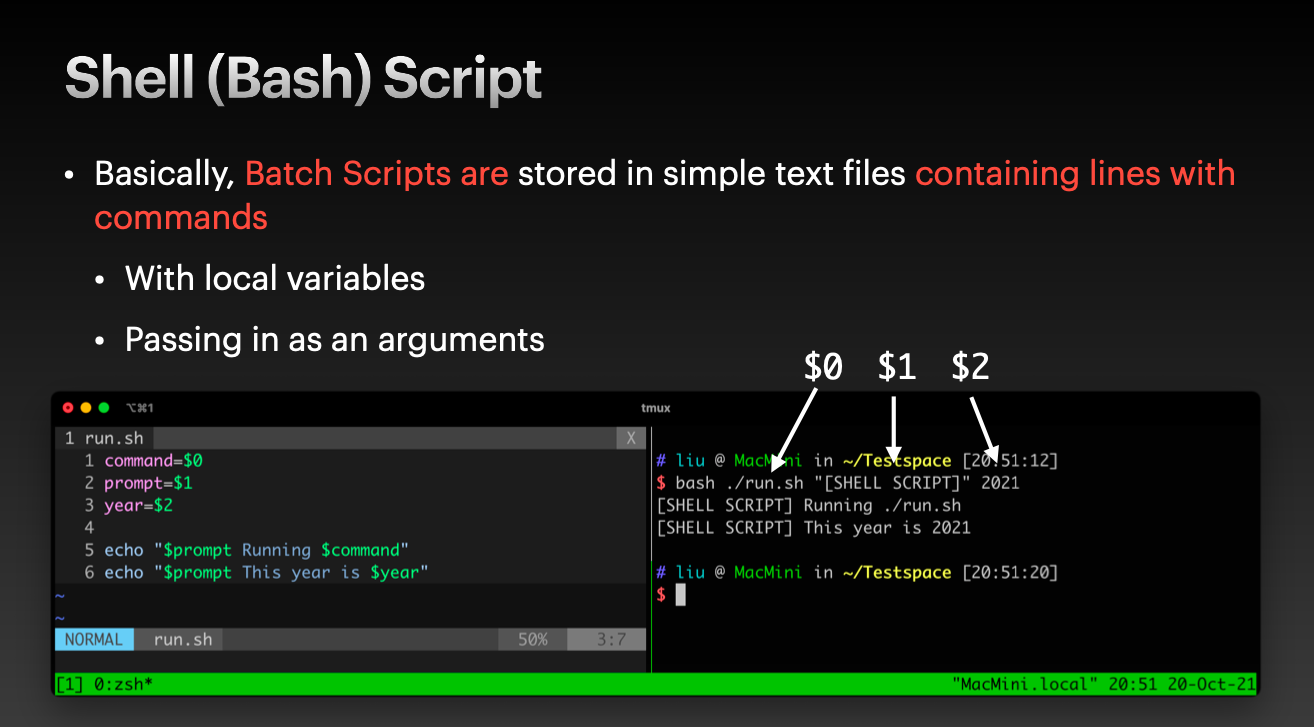 Shell (Bash) Script
• Basically, Batch Scripts are stored in simple text files containing lines with
commands
• With local variables
• Passing in as an arguments
$0 $1 $2
⌥⌘1 tmux
1 run.sh X
1 command=$0
2 prompt=$1
3 year=$2
4
5 echo "$prompt Running $command"
6 echo "$prompt This year is $year"
~
~
NORMAL run.sh 50% 3:7
# liu @ MacMini in ~/Testspace [20:51:12]
$ bash ./run.sh "[SHELL SCRIPT]" 2021
[SHELL SCRIPT] Running ./run.sh
[SHELL SCRIPT] This year is 2021
# liu @ MacMini in ~/Testspace [20:51:20]
$
[1] 0:zsh* "MacMini.local" 20:51 20-Oct-21